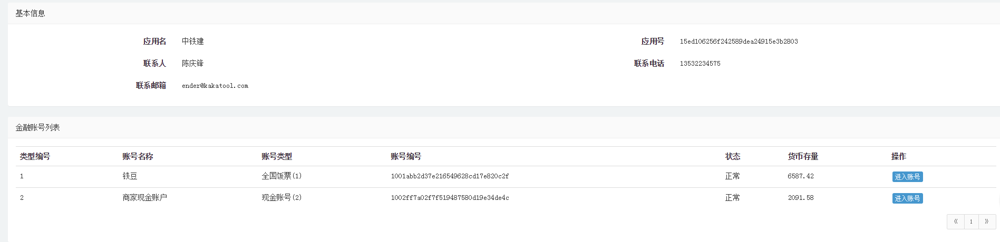 基本信息
应用名 中铁建 应用号 15ed106256f242589dea24915e3b2803
联系人 陈庆锋 联系电话 13532234575
联系邮箱 ender@kakatool.com
金融账号列表
类型编号 账号名称 账号类型 账号编号 状态 货币存量 操作
1 铁豆 全国饭票(1) 1001abb2d37e216549628cd17e820c2f 正常 6587.42 进入账号
2 商家现金账户 现金账号(2) 1002ff7a02f7f519487580d19e34de4c 正常 2091.58 进入账号
《 1 》